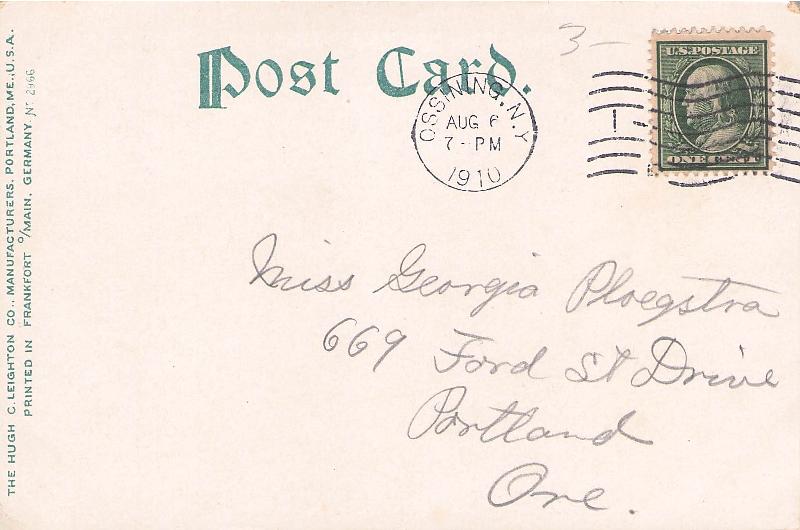 3-
Post Card.
U.S. POSTAGE
ONE CENT
OSSINING, N.Y.
AUG 6
7 - PM
1910
Miss Georgia Ploegstra
669 Ford St Drive
Portland
Ore.
THE HUGH C. LEIGHTON CO., MANUFACTURERS, PORTLAND, ME., U.S.A.
PRINTED IN FRANKFORT o/MAIN, GERMANY. No 2966